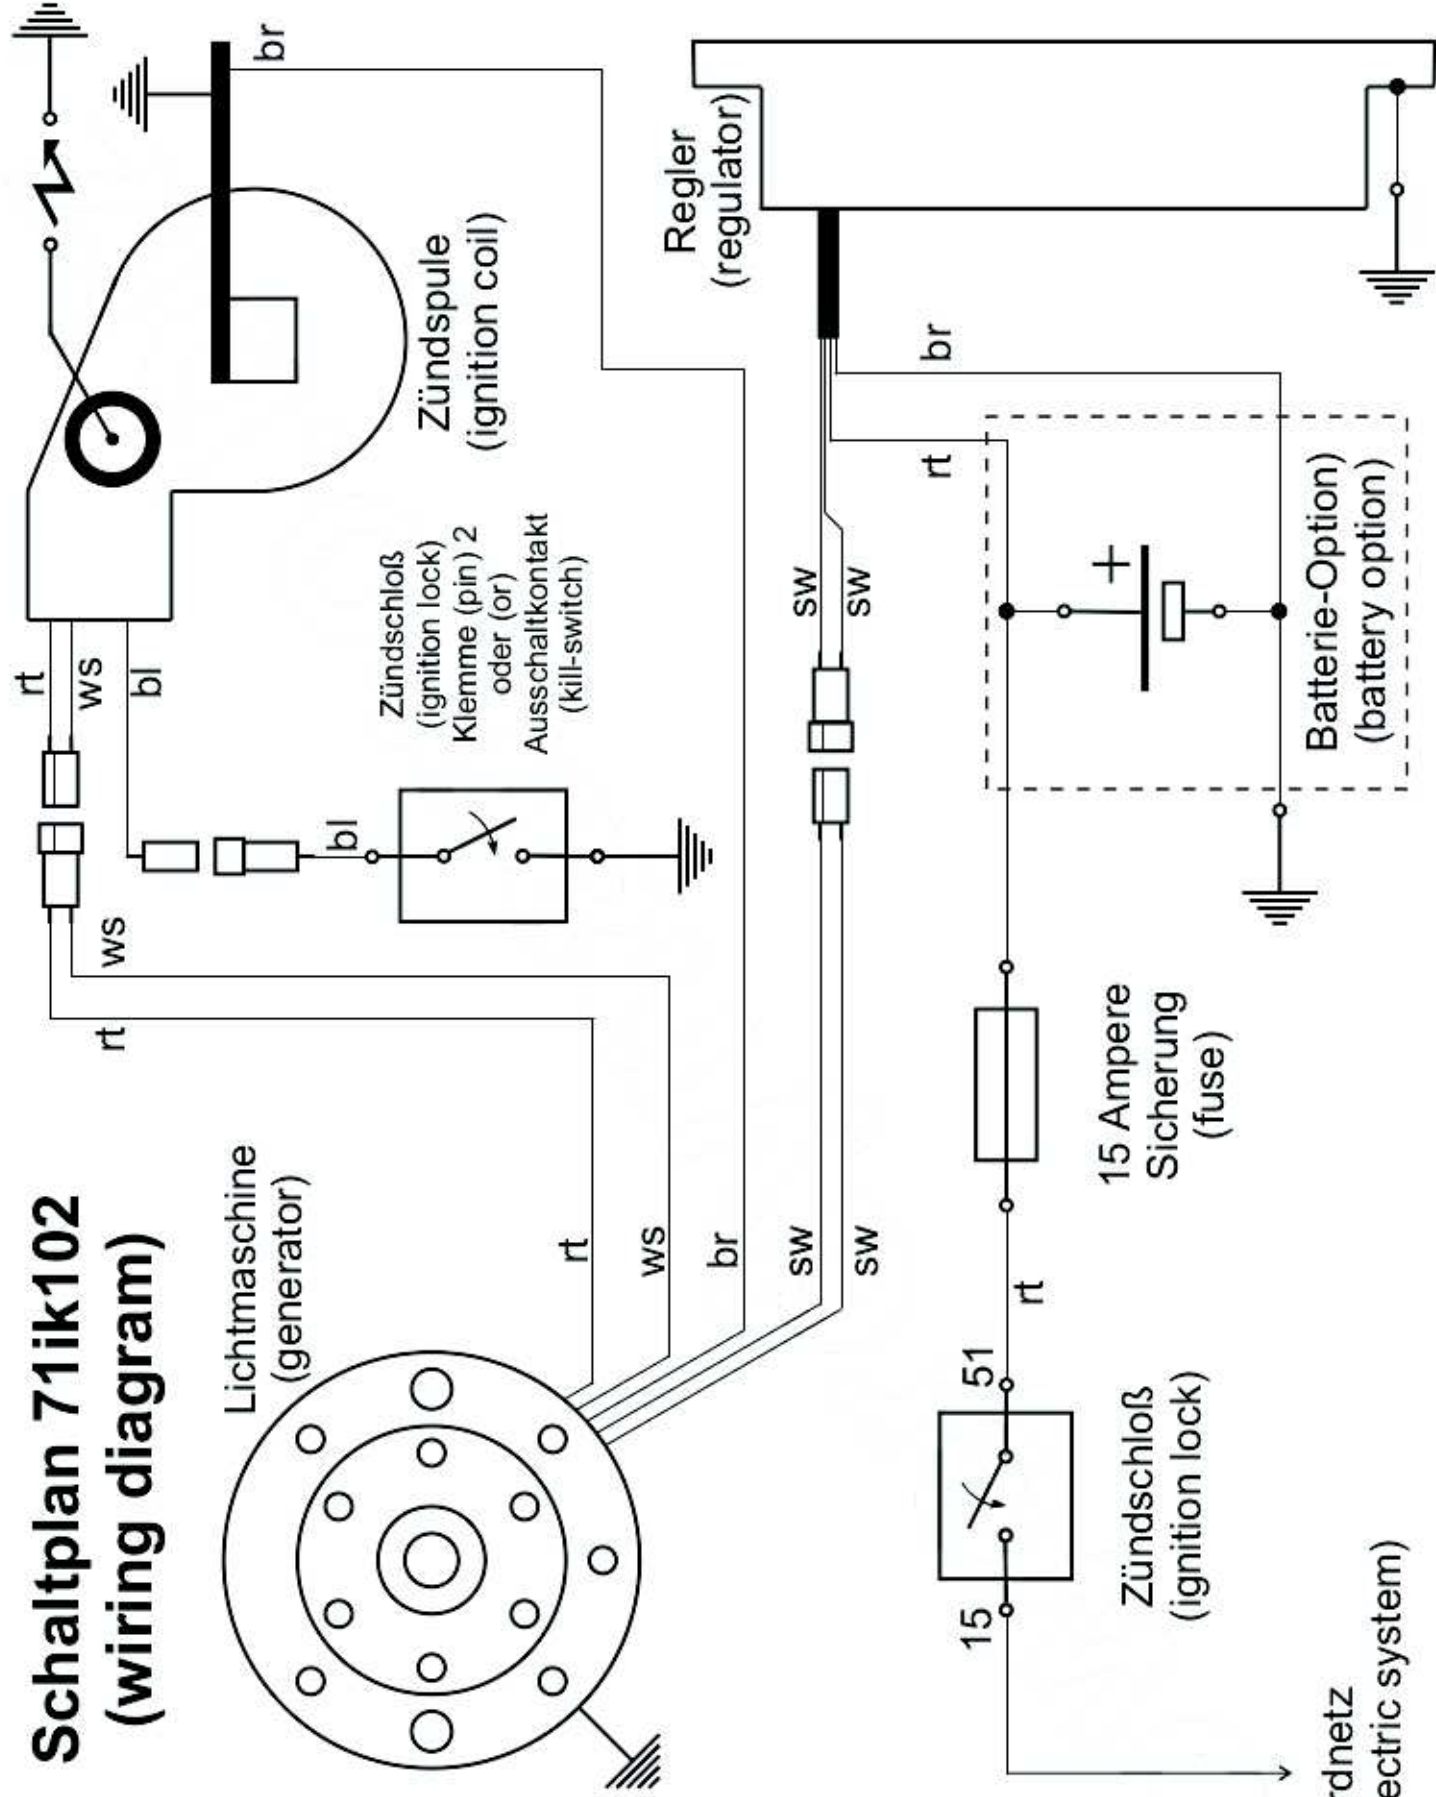 Schaltplan 71ik102
(wiring diagram)
Lichtmaschine
(generator)
rt
ws
br
sw
sw
rt
ws
rt
ws
bl
bl
Zündschloß
(ignition lock)
Klemme (pin) 2
oder (or)
Ausschaltkontakt
(kill-switch)
Zündspule
(ignition coil)
br
Regler
(regulator)
sw
sw
rt
br
+
Batterie-Option)
(battery option)
15 Ampere
Sicherung
(fuse)
rt
51
15
Zündschloß
(ignition lock)
rdnetz
ectric system)